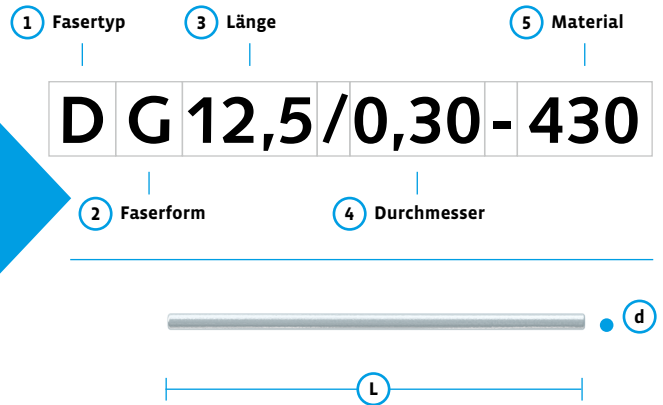 1 Fasertyp 3 Länge 5 Material
D G 12,5 / 0,30 - 430
2 Faserform 4 Durchmesser
d
L